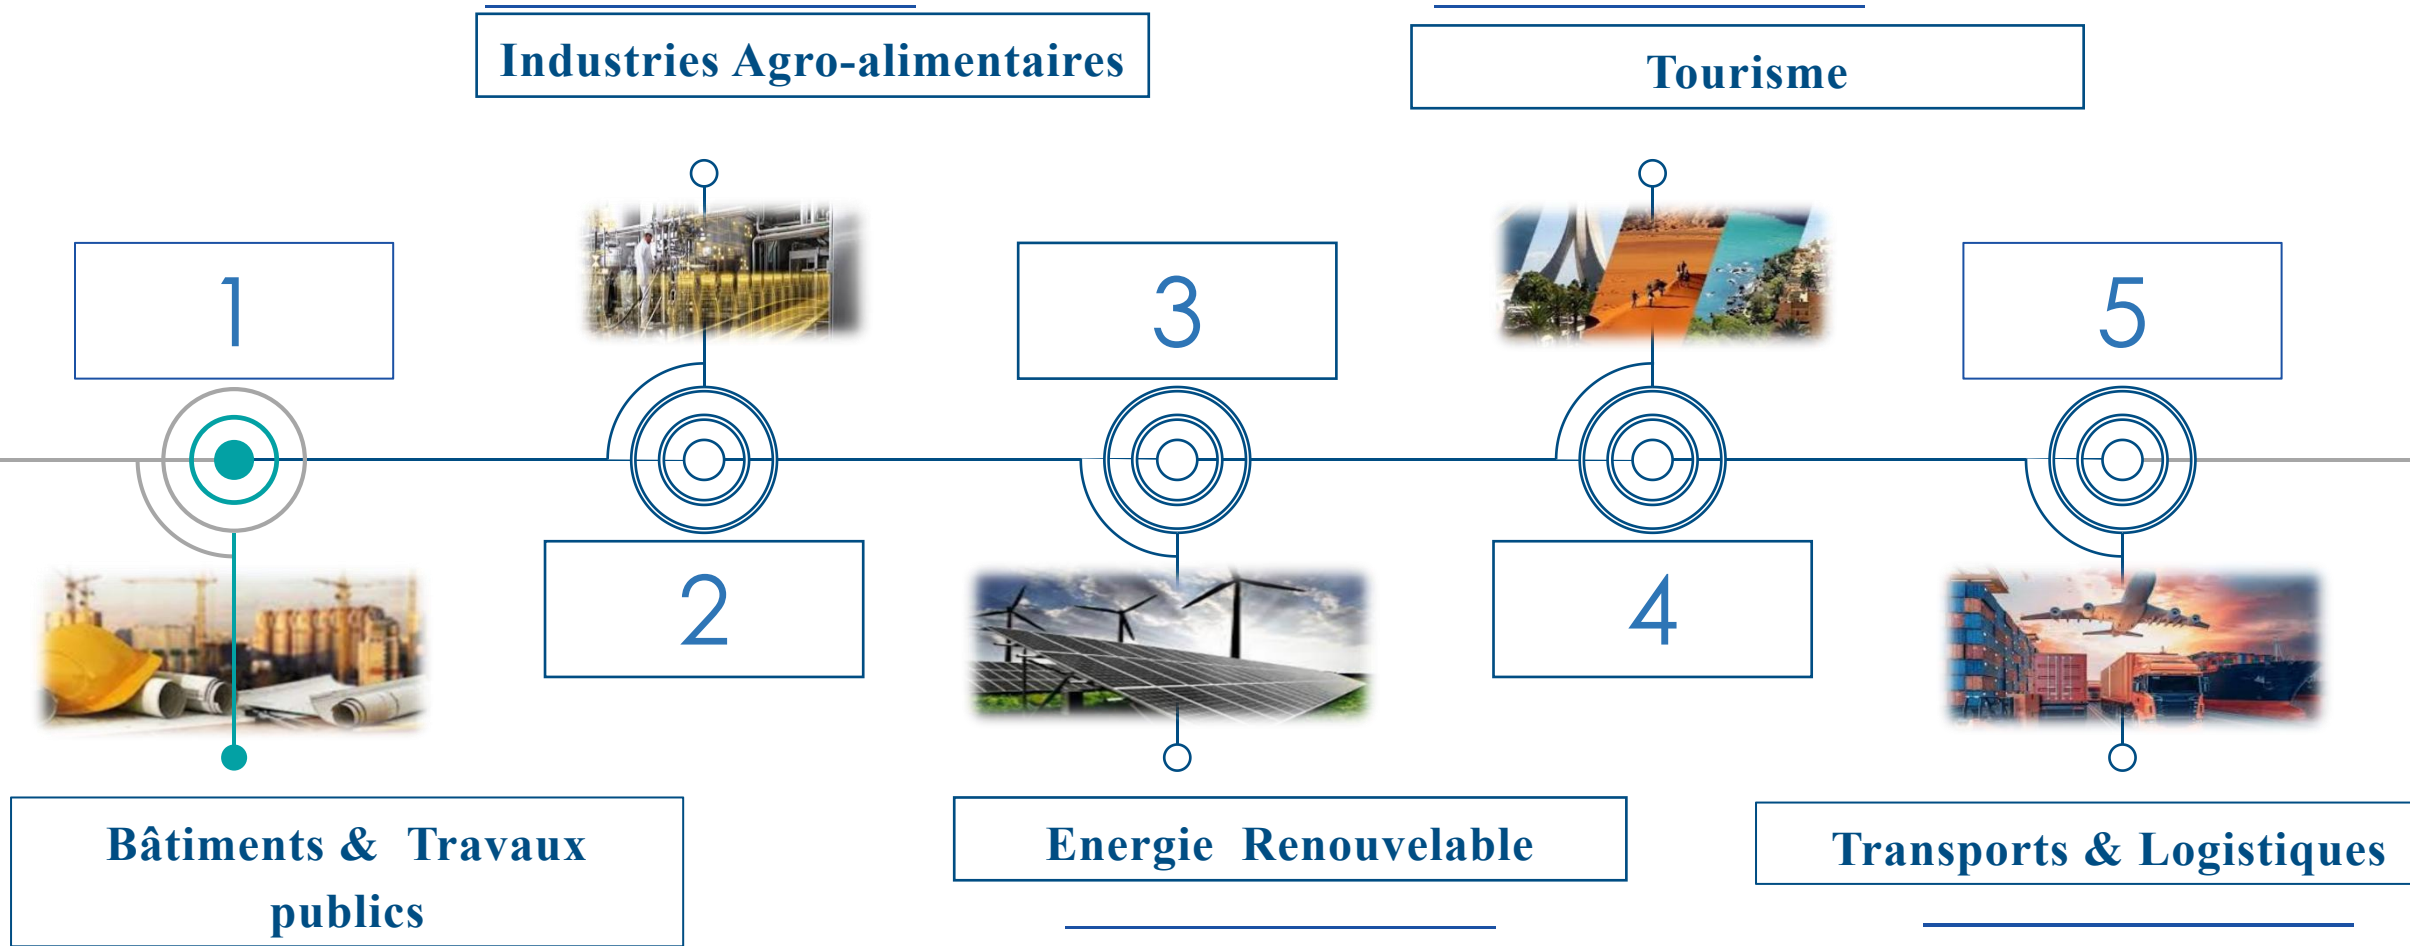 Industries Agro-alimentaires
Tourisme
1
3
5
2
4
Bâtiments & Travaux
publics
Energie Renouvelable
Transports & Logistiques